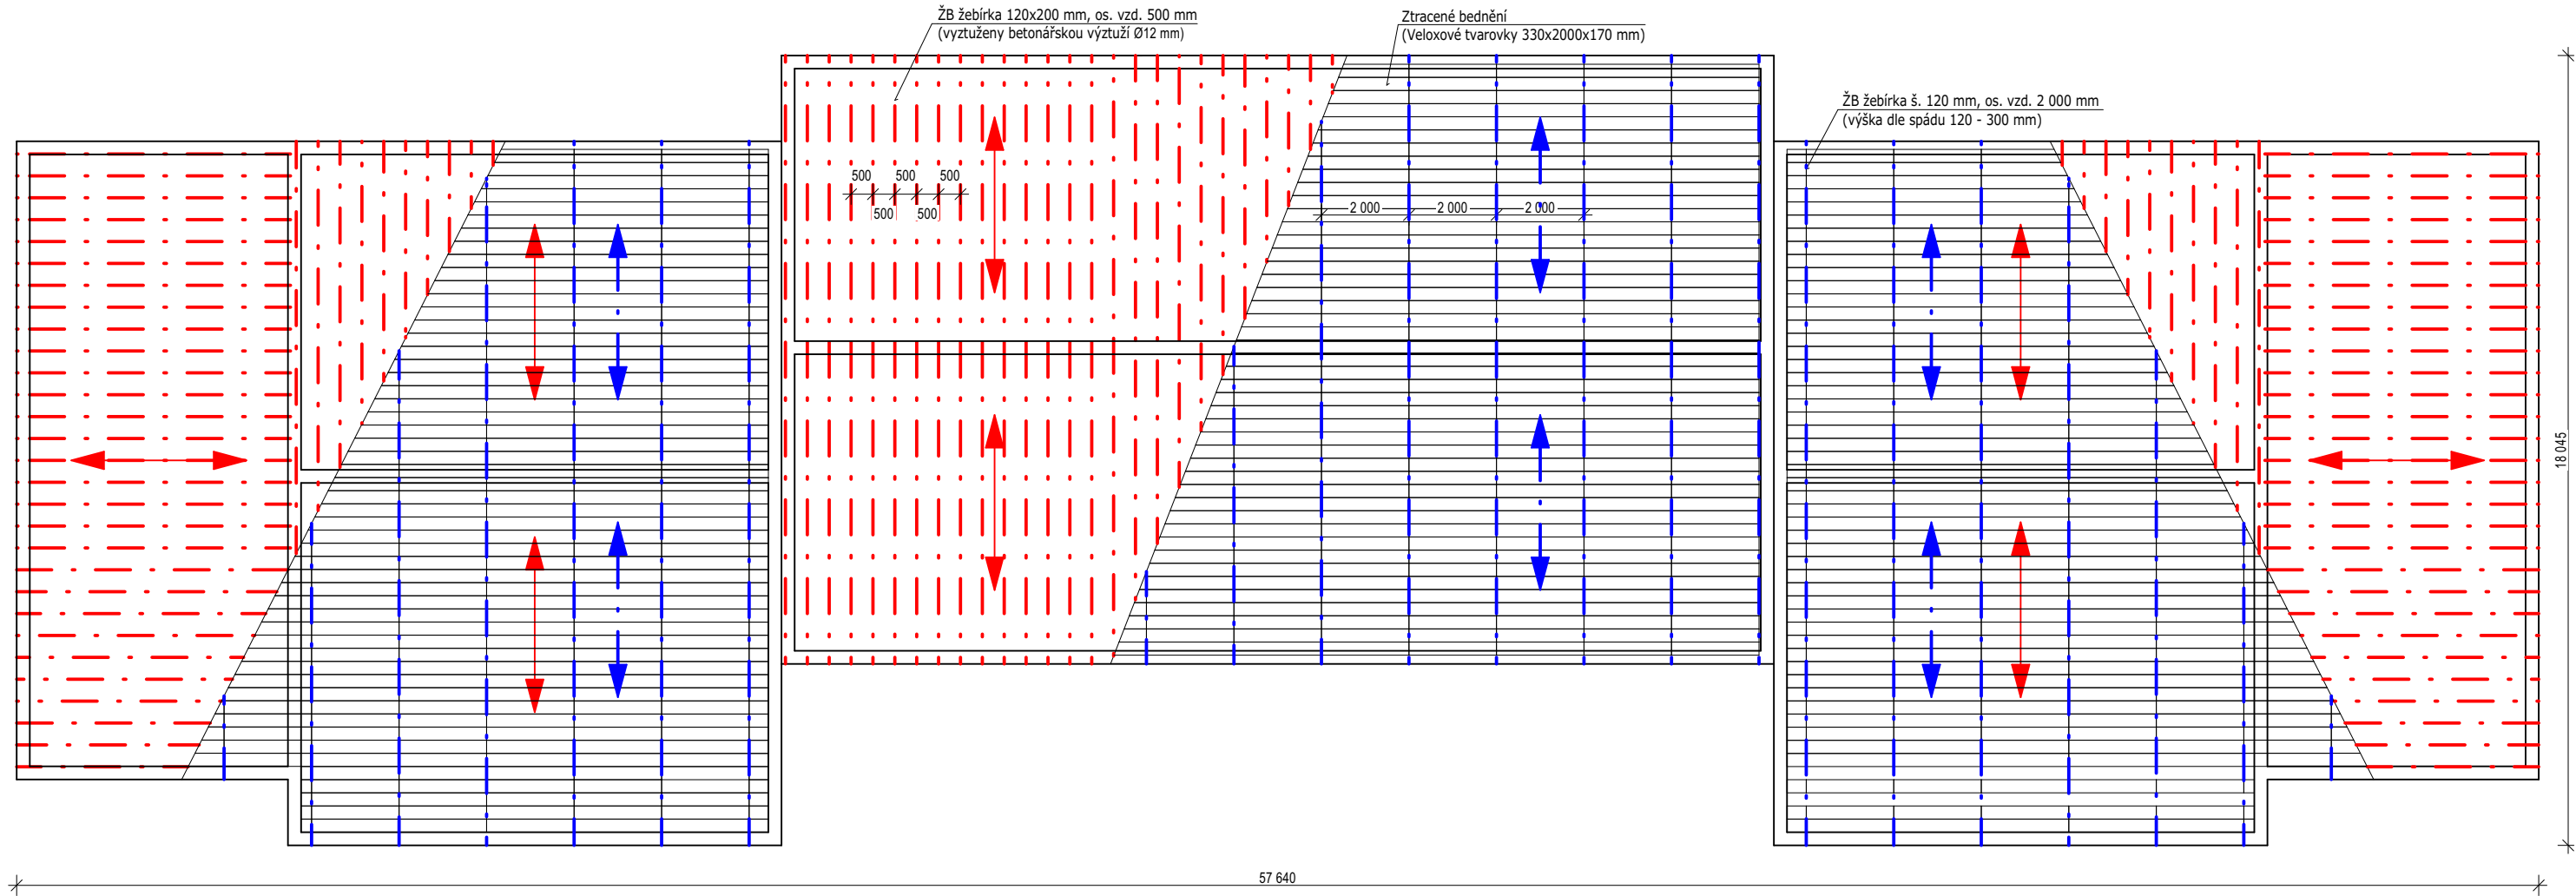 ŽB žebírka 120x200 mm, os. vzd. 500 mm
(vyztuženy betonářskou výztuží Ø12 mm)
Ztracené bednění
(Veloxové tvarovky 330x2000x170 mm)
ŽB žebírka š. 120 mm, os. vzd. 2 000 mm
(výška dle spádu 120 - 300 mm)
500 500 500
500 500
2 000 2 000 2 000
18 045
57 640